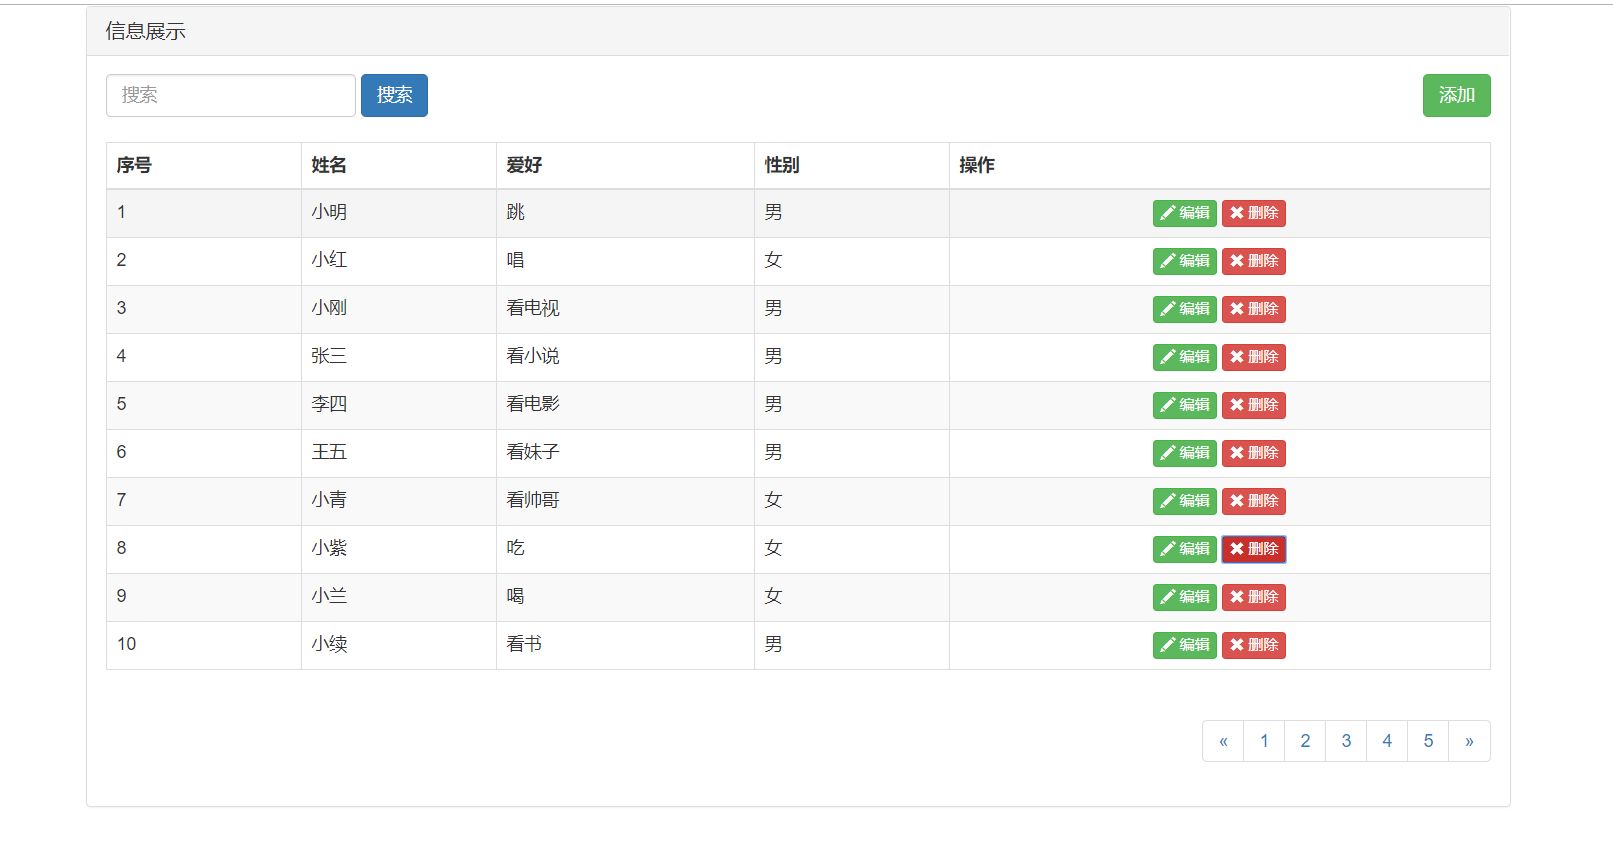 信息展示
搜索 搜索 添加
序号 姓名 爱好 性别 操作
1 小明 跳 男 编辑 删除
2 小红 唱 女 编辑 删除
3 小刚 看电视 男 编辑 删除
4 张三 看小说 男 编辑 删除
5 李四 看电影 男 编辑 删除
6 王五 看妹子 男 编辑 删除
7 小青 看帅哥 女 编辑 删除
8 小紫 吃 女 编辑 删除
9 小兰 喝 女 编辑 删除
10 小续 看书 男 编辑 删除
« 1 2 3 4 5 »